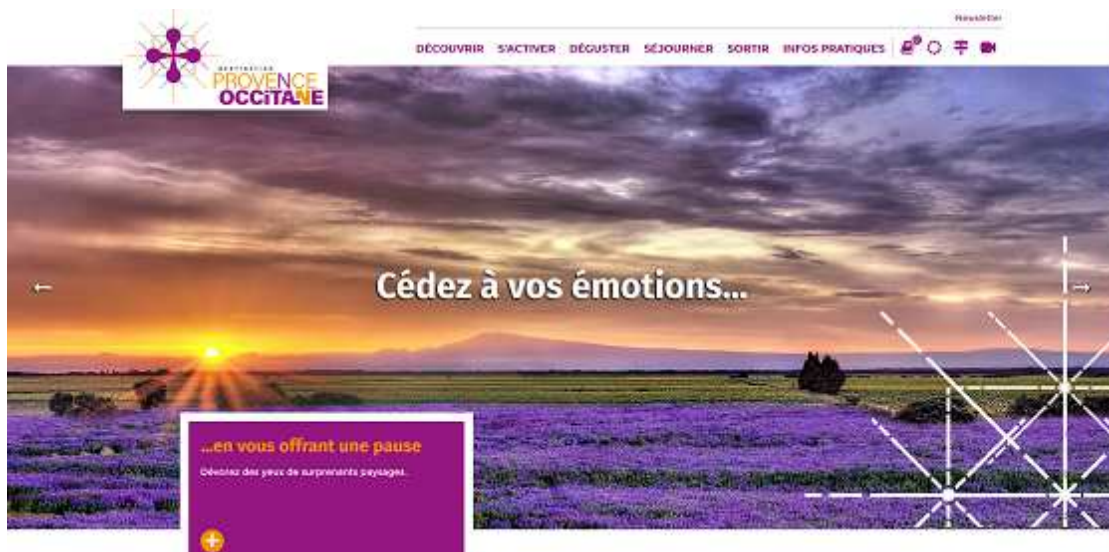 Newsletter
DÉCOUVRIR S'ACTIVER DÉGUSTER SÉJOURNER SORTIR INFOS PRATIQUES
DESTINATION
PROVENCE
OCCiTANE
Cédez à vos émotions...
...en vous offrant une pause
Dévorez des yeux de surprenants paysages.